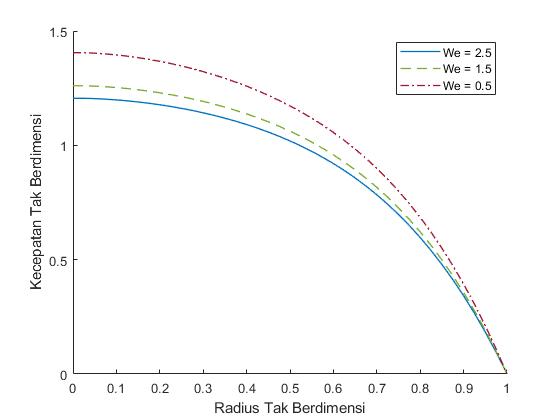 1.5
We = 2.5
We = 1.5
We = 0.5
1
0.5
0
Kecepatan Tak Berdimensi
0 0.1 0.2 0.3 0.4 0.5 0.6 0.7 0.8 0.9 1
Radius Tak Berdimensi